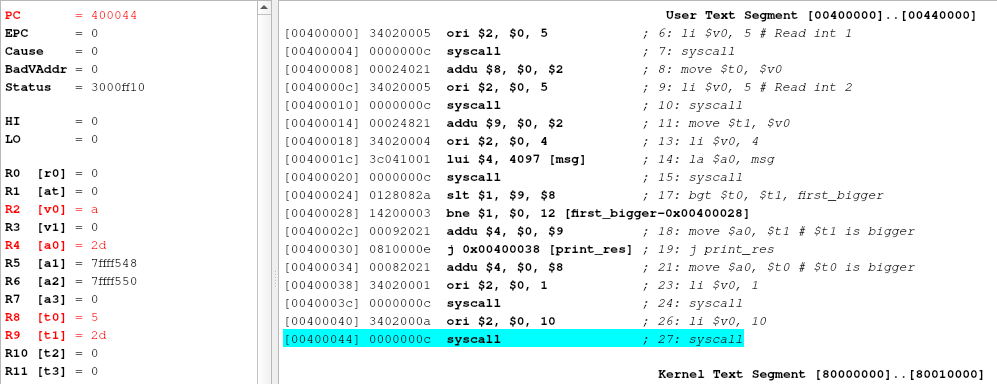 PC = 400044
EPC = 0
Cause = 0
BadVAddr = 0
Status = 3000ff10
HI = 0
LO = 0
R0 [r0] = 0
R1 [at] = 0
R2 [v0] = a
R3 [v1] = 0
R4 [a0] = 2d
R5 [a1] = 7ffff548
R6 [a2] = 7ffff550
R7 [a3] = 0
R8 [t0] = 5
R9 [t1] = 2d
R10 [t2] = 0
R11 [t3] = 0
User Text Segment [00400000]..[00440000]
[00400000] 34020005 ori $2, $0, 5 ; 6: li $v0, 5 # Read int 1
[00400004] 0000000c syscall ; 7: syscall
[00400008] 00024021 addu $8, $0, $2 ; 8: move $t0, $v0
[0040000c] 34020005 ori $2, $0, 5 ; 9: li $v0, 5 # Read int 2
[00400010] 0000000c syscall ; 10: syscall
[00400014] 00024821 addu $9, $0, $2 ; 11: move $t1, $v0
[00400018] 34020004 ori $2, $0, 4 ; 13: li $v0, 4
[0040001c] 3c041001 lui $4, 4097 [msg] ; 14: la $a0, msg
[00400020] 0000000c syscall ; 15: syscall
[00400024] 0128082a slt $1, $9, $8 ; 17: bgt $t0, $t1, first_bigger
[00400028] 14200003 bne $1, $0, 12 [first_bigger-0x00400028]
[0040002c] 00092021 addu $4, $0, $9 ; 18: move $a0, $t1 # $t1 is bigger
[00400030] 0810000e j 0x00400038 [print_res] ; 19: j print_res
[00400034] 00082021 addu $4, $0, $8 ; 21: move $a0, $t0 # $t0 is bigger
[00400038] 34020001 ori $2, $0, 1 ; 23: li $v0, 1
[0040003c] 0000000c syscall ; 24: syscall
[00400040] 3402000a ori $2, $0, 10 ; 26: li $v0, 10
[00400044] 0000000c syscall ; 27: syscall
Kernel Text Segment [80000000]..[80010000]